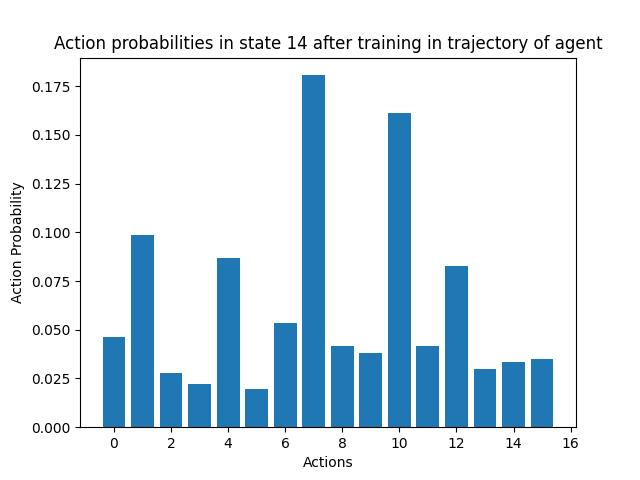 Action probabilities in state 14 after training in trajectory of agent
0.175
0.150
0.125
0.100
0.075
0.050
0.025
0.000
Action Probability
0 2 4 6 8 10 12 14 16
Actions